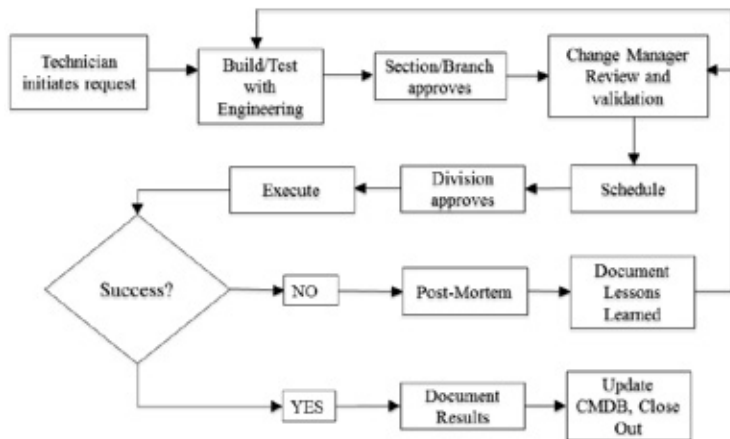 Technician
initiates request
Build/Test
with
Engineering
Section/Branch
approves
Change Manager
Review and
validation
Execute
Division
approves
Schedule
Success?
NO
Post-Mortem
Document
Lessons
Learned
YES
Document
Results
Update
CMDB, Close
Out